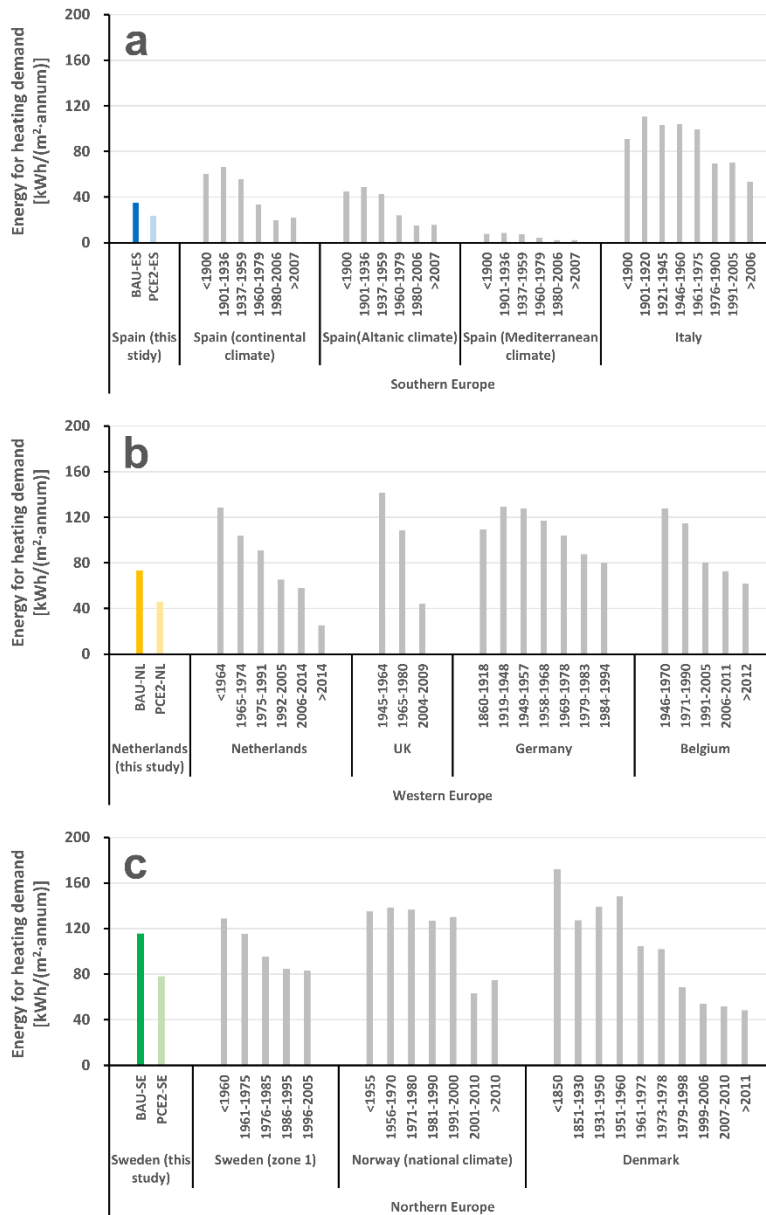 a
Energy for heating demand
[kWh/(m²·annum)]
200
160
120
80
40
0
BAU-ES
PCE2-ES
<1900
1901-1936
1937-1959
1960-1979
1980-2006
>2007
<1900
1901-1936
1937-1959
1960-1979
1980-2006
>2007
<1900
1901-1936
1937-1959
1960-1979
1980-2006
>2007
<1900
1901-1920
1921-1945
1946-1960
1961-1975
1976-1900
1991-2005
>2006
Spain (this
stidy)
Spain (continental
climate)
Spain(Altanic climate)
Spain (Mediterranean
climate)
Italy
Southern Europe
b
Energy for heating demand
[kWh/(m²·annum)]
200
160
120
80
40
0
BAU-NL
PCE2-NL
<1964
1965-1974
1975-1991
1992-2005
2006-2014
>2014
1945-1964
1965-1980
2004-2009
1860-1918
1919-1948
1949-1957
1958-1968
1969-1978
1979-1983
1984-1994
1946-1970
1971-1990
1991-2005
2006-2011
>2012
Netherlands
(this study)
Netherlands
UK
Germany
Belgium
Western Europe
c
Energy for heating demand
[kWh/(m²·annum)]
200
160
120
80
40
0
BAU-SE
PCE2-SE
<1960
1961-1975
1976-1985
1986-1995
1996-2005
<1955
1956-1970
1971-1980
1981-1990
1991-2000
2001-2010
>2010
<1850
1851-1930
1931-1950
1951-1960
1961-1972
1973-1978
1979-1998
1999-2006
2007-2010
>2011
Sweden (this
study)
Sweden (zone 1)
Norway (national climate)
Denmark
Northern Europe